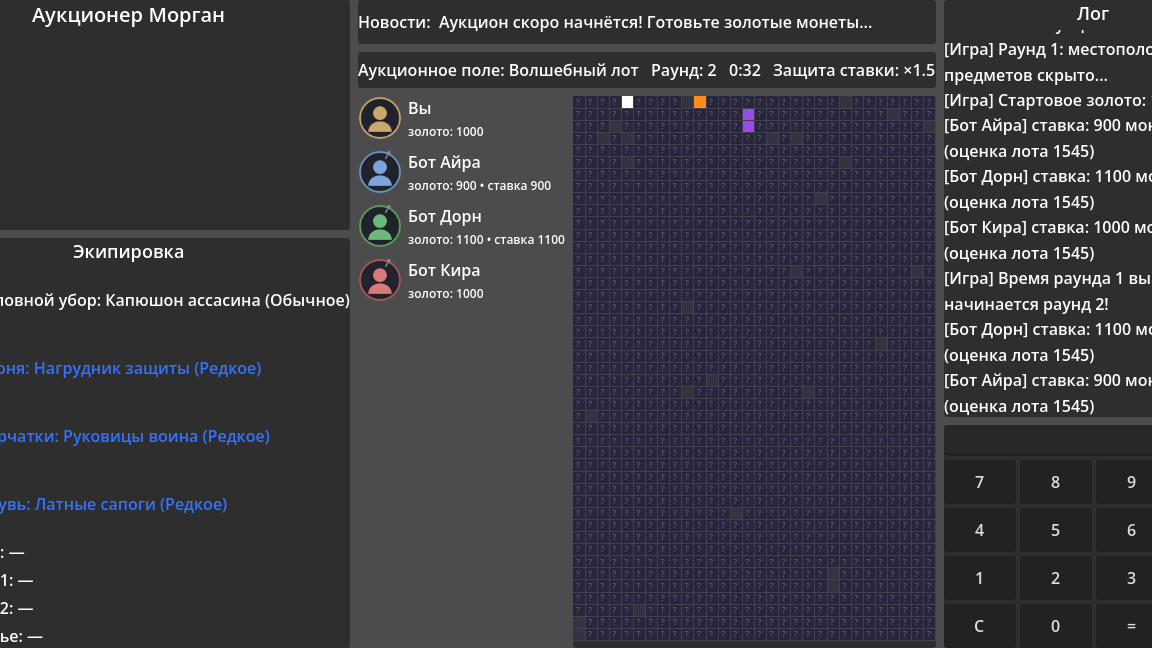 Аукционер Морган
Экипировка
ловной убор: Капюшон ассасина (Обычное)
оня: Нагрудник защиты (Редкое)
рчатки: Руковицы воина (Редкое)
увь: Латные сапоги (Редкое)
: —
1: —
2: —
ье: —
Новости: Аукцион скоро начнётся! Готовьте золотые монеты...
Аукционное поле: Волшебный лот Раунд: 2 0:32 Защита ставки: ×1.5
Вы
золото: 1000
Бот Айра
золото: 900 • ставка 900
Бот Дорн
золото: 1100 • ставка 1100
Бот Кира
золото: 1000
Лог
[Игра] Раунд 1: местополо
предметов скрыто...
[Игра] Стартовое золото:
[Бот Айра] ставка: 900 мон
(оценка лота 1545)
[Бот Дорн] ставка: 1100 мо
(оценка лота 1545)
[Бот Кира] ставка: 1000 мо
(оценка лота 1545)
[Игра] Время раунда 1 вы
начинается раунд 2!
[Бот Дорн] ставка: 1100 мо
(оценка лота 1545)
[Бот Айра] ставка: 900 мон
(оценка лота 1545)
7 8 9
4 5 6
1 2 3
C 0 =